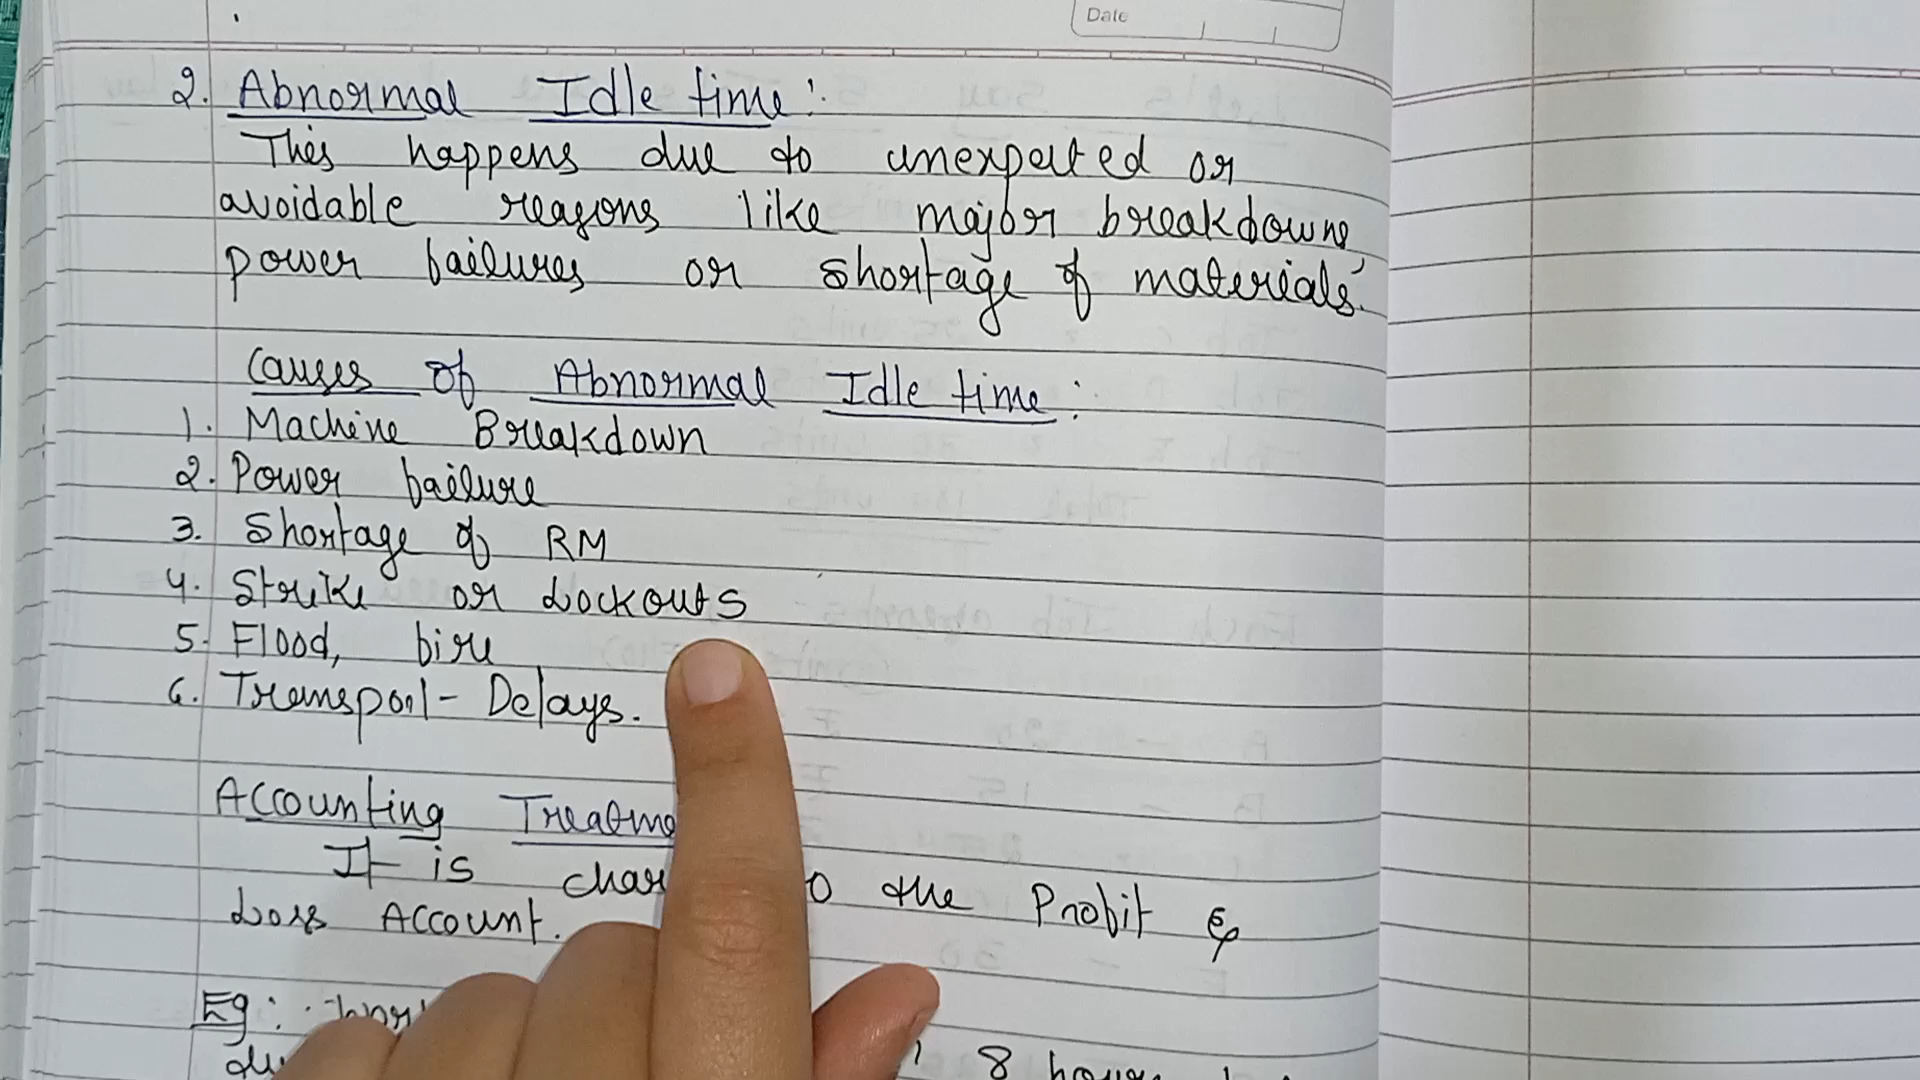 Date
2. Abnormal Idle time:
This happens due to unexpected or
avoidable reasons like major breakdowns,
power failures or shortage of materials.
Causes of Abnormal Idle time:
1. Machine Breakdown
2. Power failure
3. Shortage of RM
4. Strike or Lockouts
5. Flood, fire
6. Transport - Delays.
Accounting
It is to the Profit &
Loss Account.
Eg:
8 hours